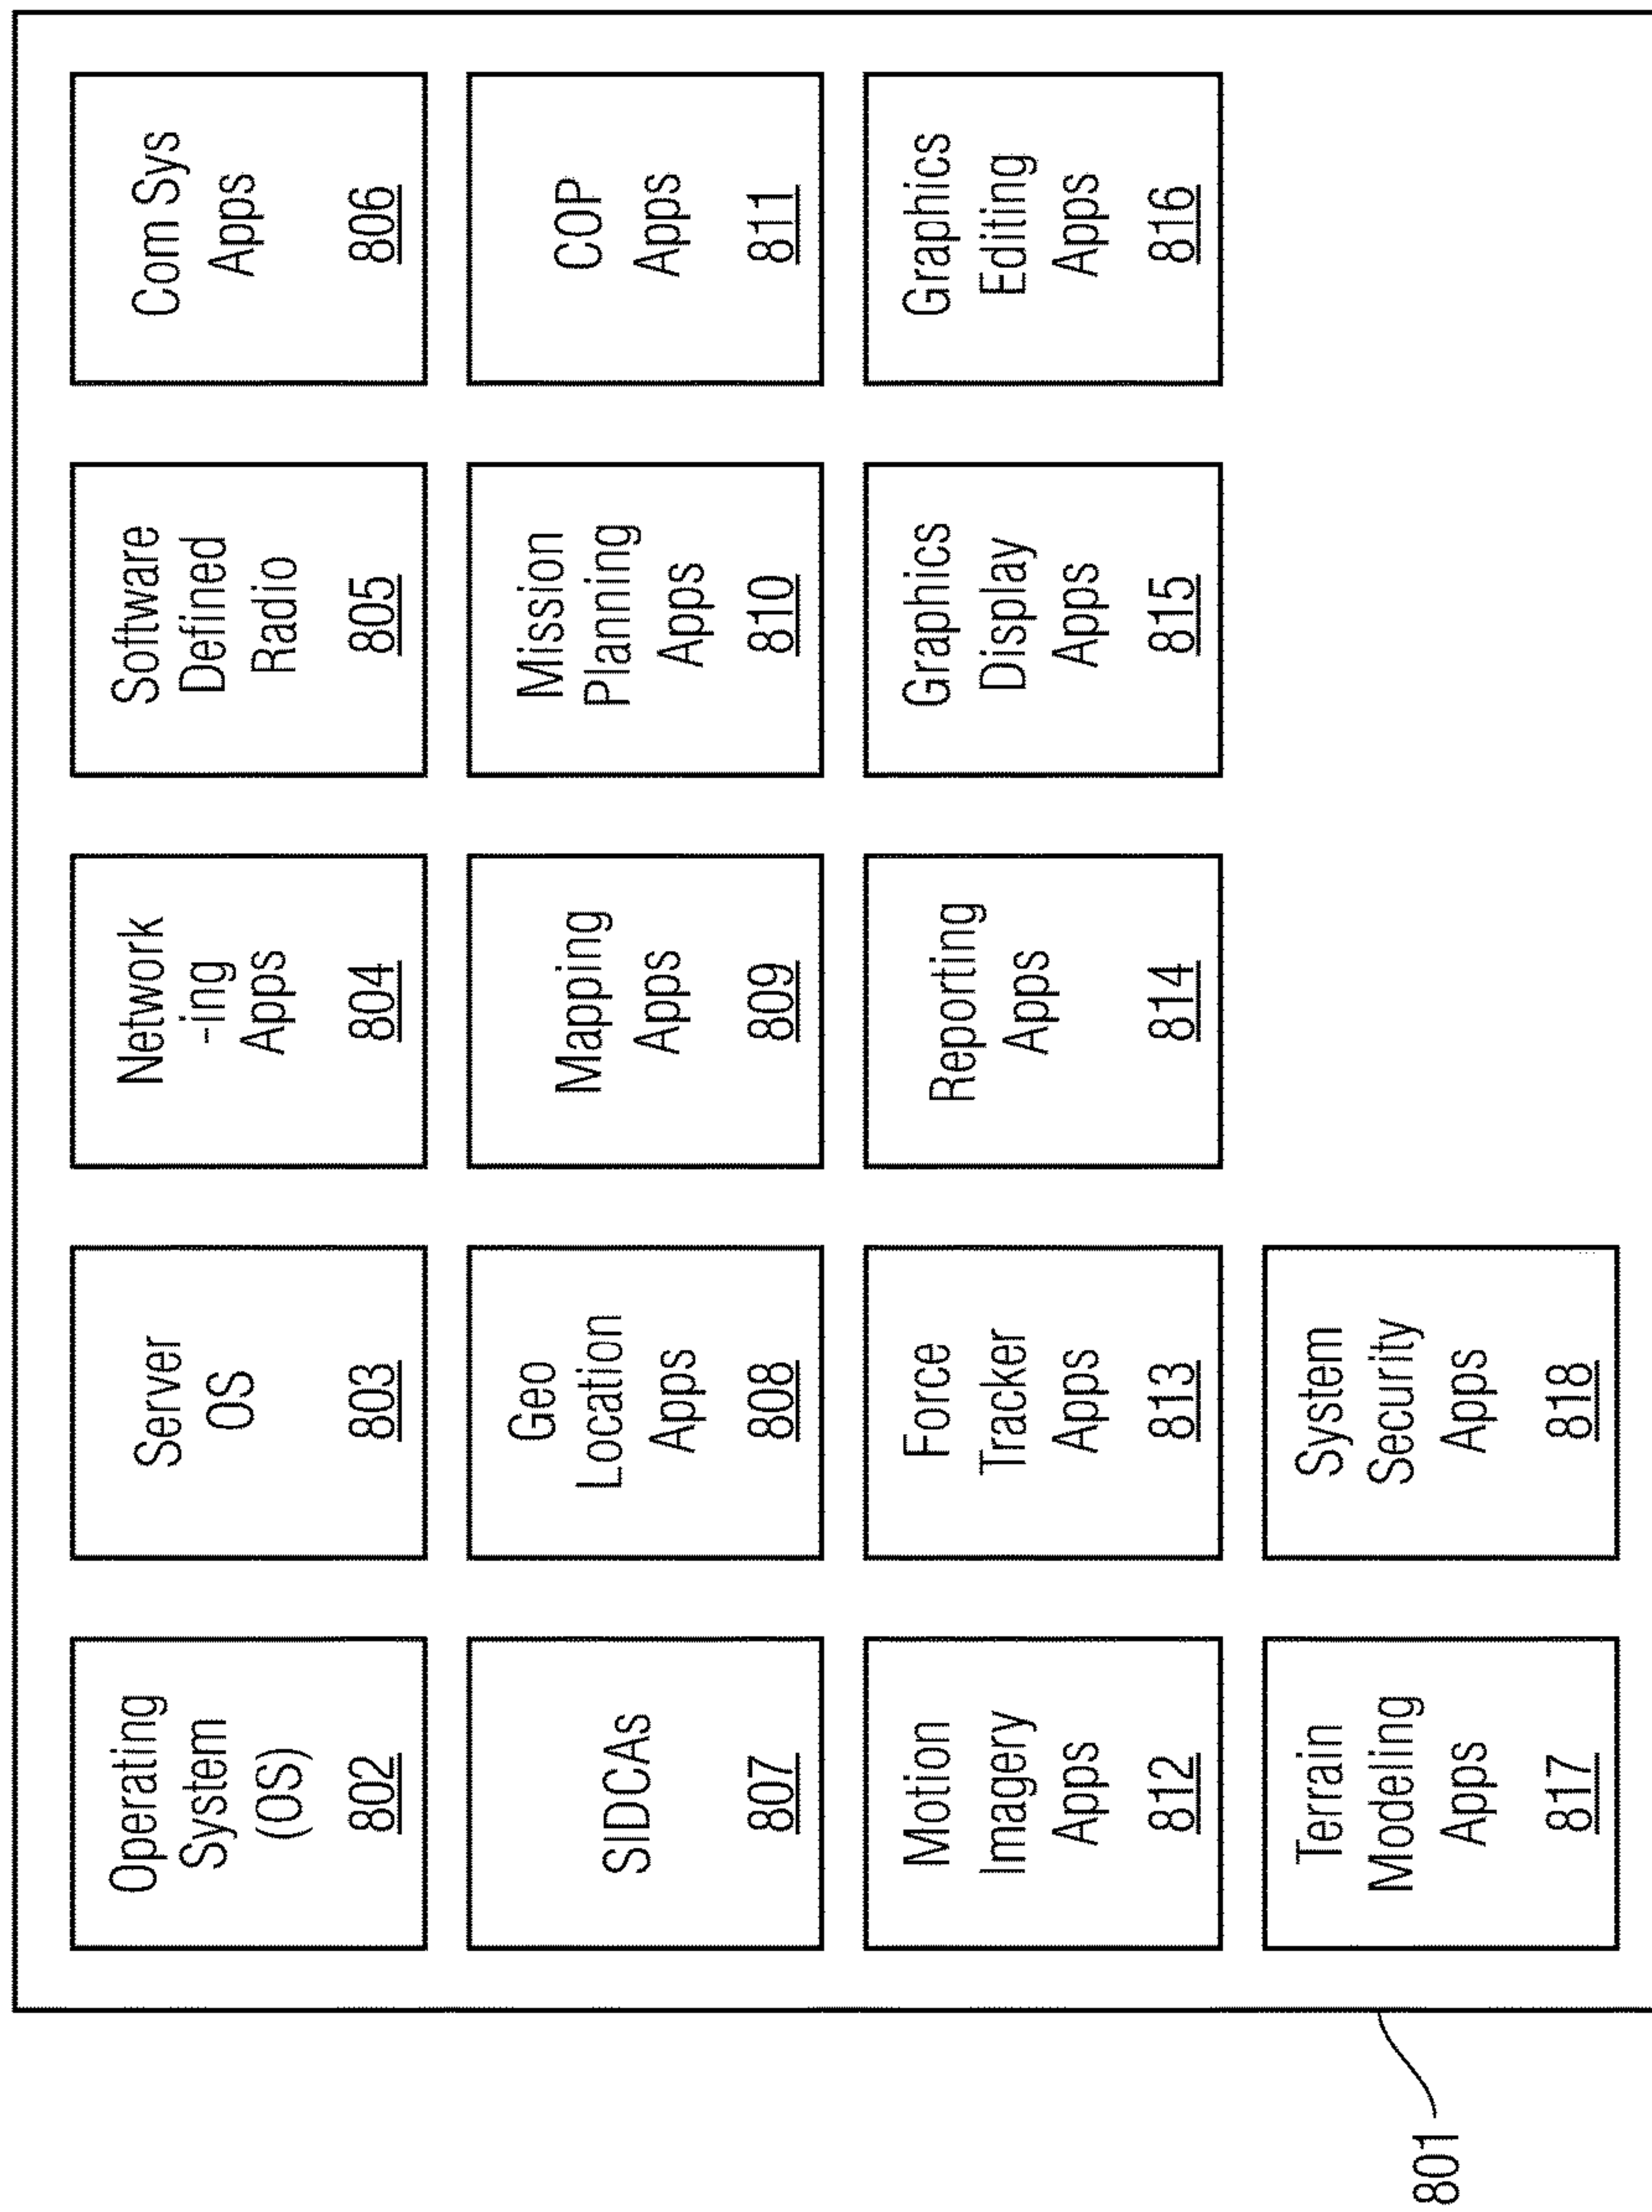 Operating
System
(OS)
802
Server
OS
803
Network
-ing
Apps
804
Software
Defined
Radio
805
Com Sys
Apps
806
SIDCAs
807
Geo
Location
Apps
808
Mapping
Apps
809
Mission
Planning
Apps
810
COP
Apps
811
Motion
Imagery
Apps
812
Force
Tracker
Apps
813
Reporting
Apps
814
Graphics
Display
Apps
815
Graphics
Editing
Apps
816
Terrain
Modeling
Apps
817
System
Security
Apps
818
801